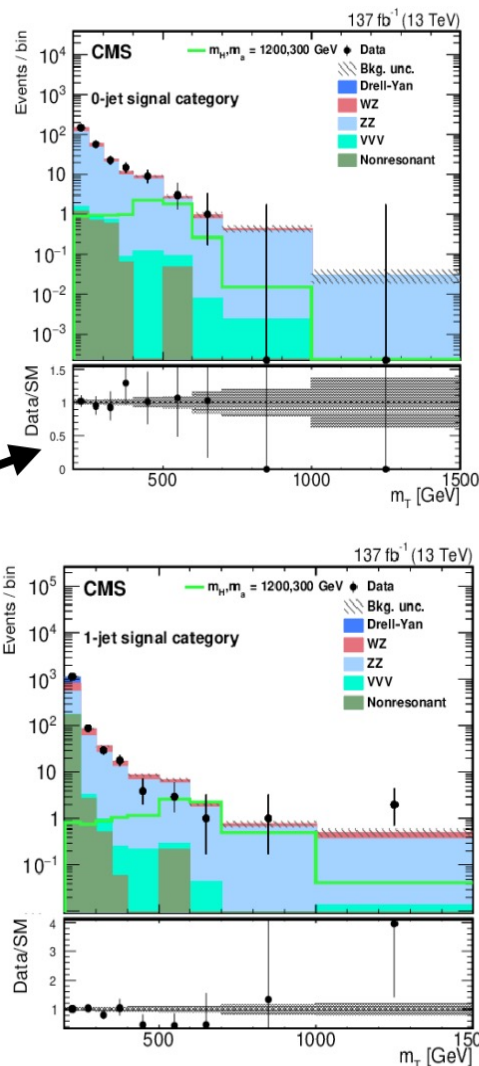 137 fb⁻¹ (13 TeV)
Events / bin
10⁴
10³
10²
10
1
10⁻¹
10⁻²
10⁻³
CMS
m_H,m_a = 1200,300 GeV
Data
Bkg. unc.
0-jet signal category
Drell-Yan
WZ
ZZ
VVV
Nonresonant
Data/SM
1.5
1
0.5
0
500 1000 1500
m_T [GeV]
137 fb⁻¹ (13 TeV)
Events / bin
10⁵
10⁴
10³
10²
10
1
10⁻¹
CMS
m_H,m_a = 1200,300 GeV
Data
Bkg. unc.
1-jet signal category
Drell-Yan
WZ
ZZ
VVV
Nonresonant
Data/SM
4
3
2
1
500 1000 1500
m_T [GeV]